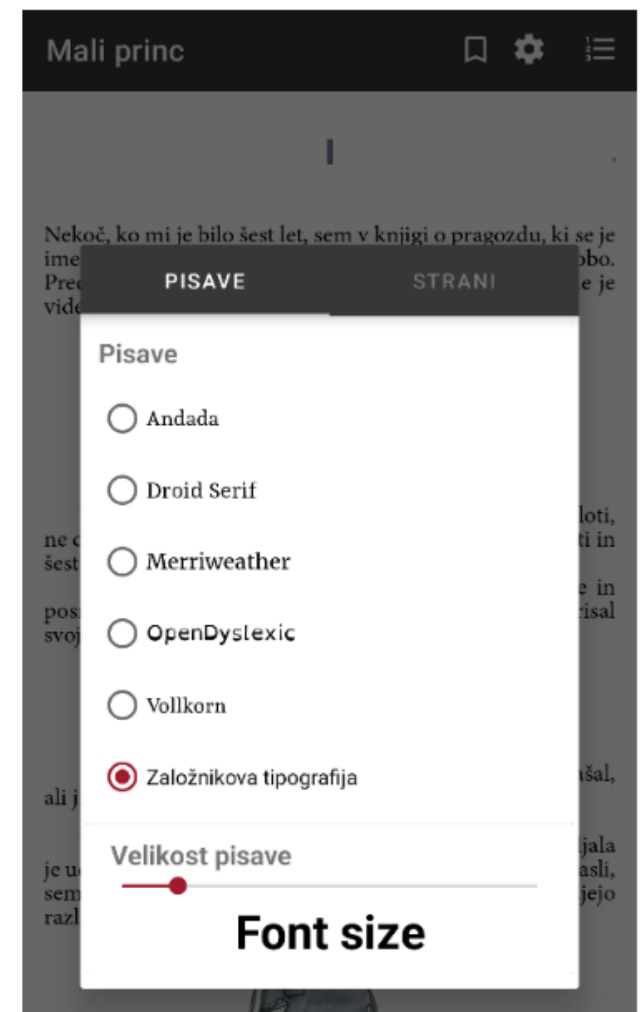 Mali princ
I
Nekoč, ko mi je bilo šest let, sem v knjigi o pragozdu, ki se je
PISAVE STRANI
Pisave
Andada
Droid Serif
Merriweather
OpenDyslexic
Vollkorn
Založnikova tipografija
Velikost pisave
Font size